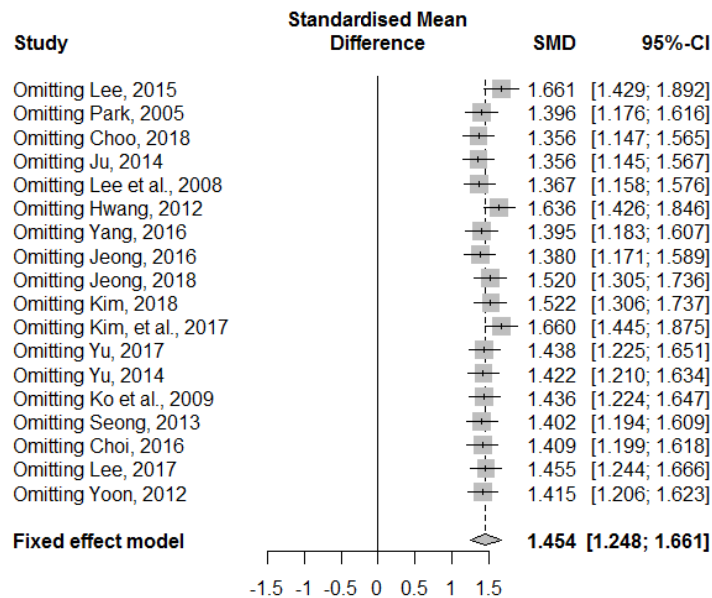 Standardised Mean
Study Difference SMD 95%-CI
Omitting Lee, 2015 1.661 [1.429; 1.892]
Omitting Park, 2005 1.396 [1.176; 1.616]
Omitting Choo, 2018 1.356 [1.147; 1.565]
Omitting Ju, 2014 1.356 [1.145; 1.567]
Omitting Lee et al., 2008 1.367 [1.158; 1.576]
Omitting Hwang, 2012 1.636 [1.426; 1.846]
Omitting Yang, 2016 1.395 [1.183; 1.607]
Omitting Jeong, 2016 1.380 [1.171; 1.589]
Omitting Jeong, 2018 1.520 [1.305; 1.736]
Omitting Kim, 2018 1.522 [1.306; 1.737]
Omitting Kim, et al., 2017 1.660 [1.445; 1.875]
Omitting Yu, 2017 1.438 [1.225; 1.651]
Omitting Yu, 2014 1.422 [1.210; 1.634]
Omitting Ko et al., 2009 1.436 [1.224; 1.647]
Omitting Seong, 2013 1.402 [1.194; 1.609]
Omitting Choi, 2016 1.409 [1.199; 1.618]
Omitting Lee, 2017 1.455 [1.244; 1.666]
Omitting Yoon, 2012 1.415 [1.206; 1.623]
Fixed effect model 1.454 [1.248; 1.661]
-1.5 -1 -0.5 0 0.5 1 1.5